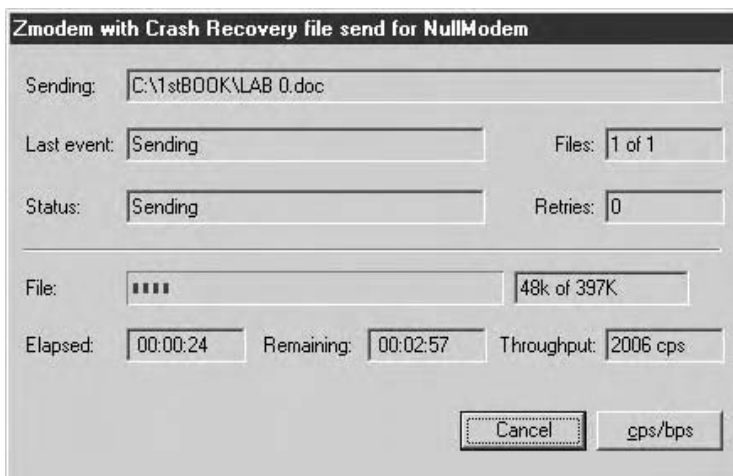 Zmodem with Crash Recovery file send for NullModem
Sending: C:\1stBOOK\LAB 0.doc
Last event: Sending Files: 1 of 1
Status: Sending Retries: 0
File: 48k of 397K
Elapsed: 00:00:24 Remaining: 00:02:57 Throughput: 2006 cps
Cancel cps/bps